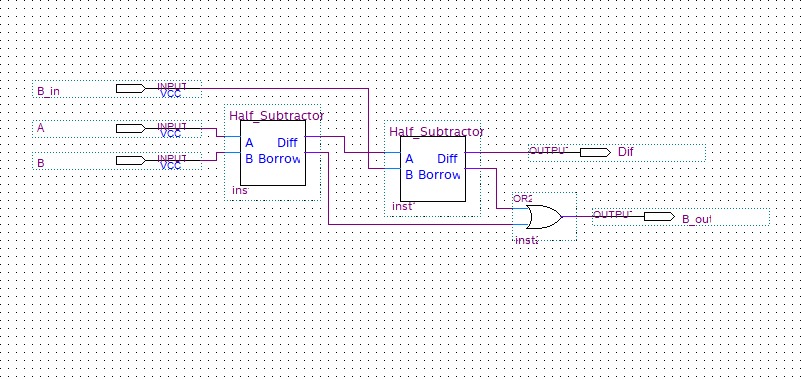 B_in
INPUT
VCC
A
INPUT
VCC
B
INPUT
VCC
Half_Subtractor
A Diff
B Borrow
ins
Half_Subtractor
A Diff
B Borrow
inst
OUTPUT
Dif
OR2
inst2
OUTPUT
B_out